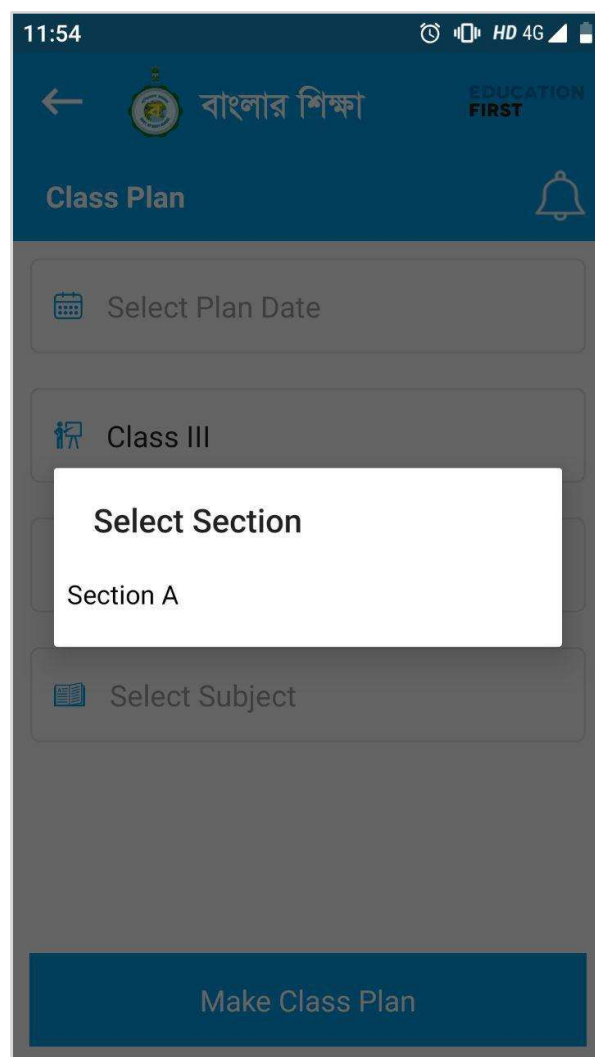 11:54 HD 4G
বাংলার শিক্ষা
EDUCATION
FIRST
Class Plan
Select Plan Date
Class III
Select Section
Section A
Select Subject
Make Class Plan